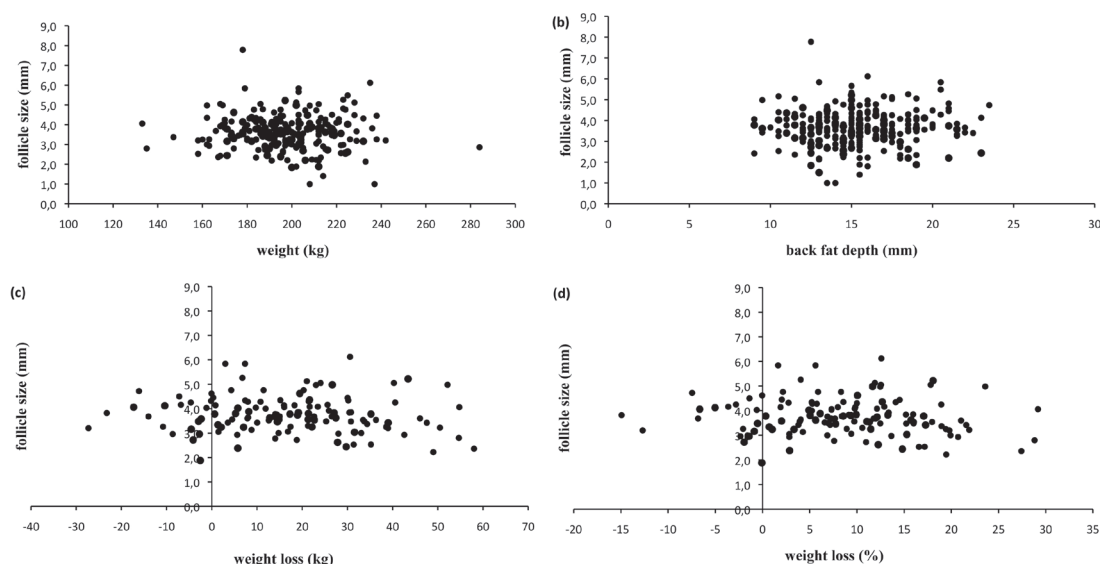 9,0
8,0
7,0
6,0
5,0
4,0
3,0
2,0
1,0
0,0
follicle size (mm)
100 120 140 160 180 200 220 240 260 280 300
weight (kg)
(b)
9,0
8,0
7,0
6,0
5,0
4,0
3,0
2,0
1,0
0,0
follicle size (mm)
0 5 10 15 20 25 30
back fat depth (mm)
(c)
9,0
8,0
7,0
6,0
5,0
4,0
3,0
2,0
1,0
0,0
follicle size (mm)
-40 -30 -20 -10 0 10 20 30 40 50 60 70
weight loss (kg)
(d)
9,0
8,0
7,0
6,0
5,0
4,0
3,0
2,0
1,0
0,0
follicle size (mm)
-20 -15 -10 -5 0 5 10 15 20 25 30 35
weight loss (%)